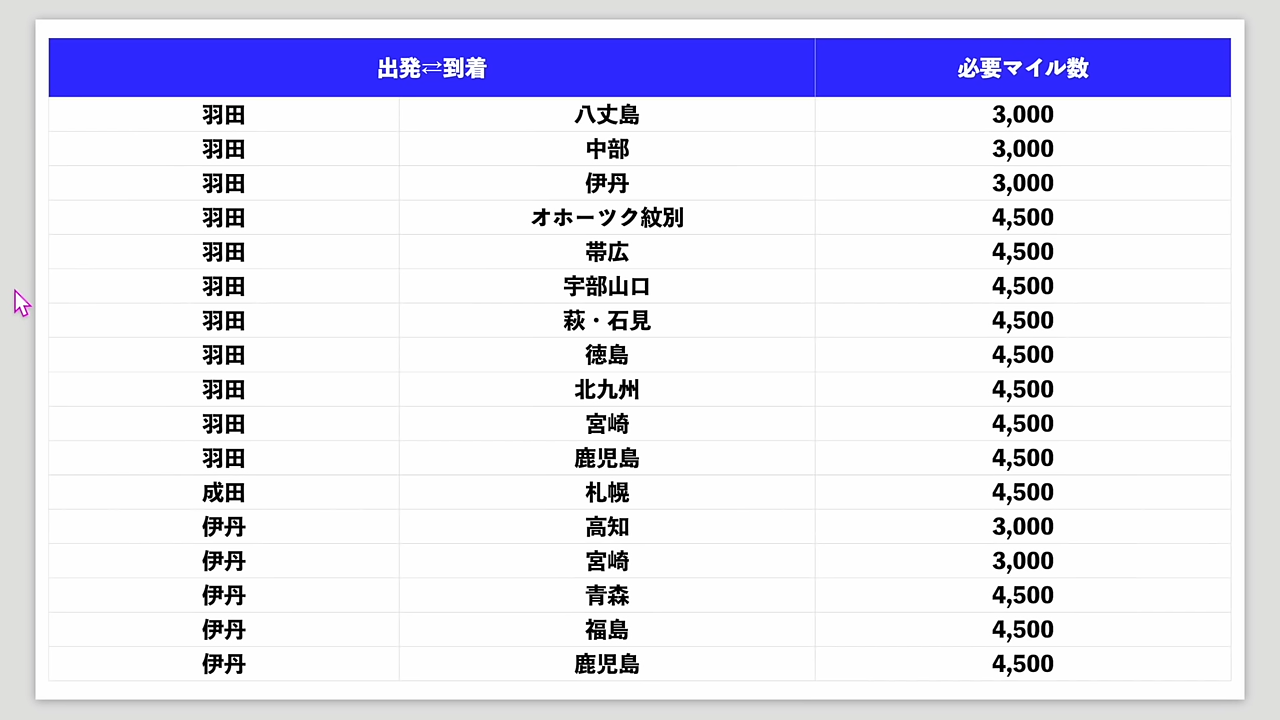 出発⇄到着 必要マイル数
羽田 八丈島 3,000
羽田 中部 3,000
羽田 伊丹 3,000
羽田 オホーツク紋別 4,500
羽田 帯広 4,500
羽田 宇部山口 4,500
羽田 萩・石見 4,500
羽田 徳島 4,500
羽田 北九州 4,500
羽田 宮崎 4,500
羽田 鹿児島 4,500
成田 札幌 4,500
伊丹 高知 3,000
伊丹 宮崎 3,000
伊丹 青森 4,500
伊丹 福島 4,500
伊丹 鹿児島 4,500